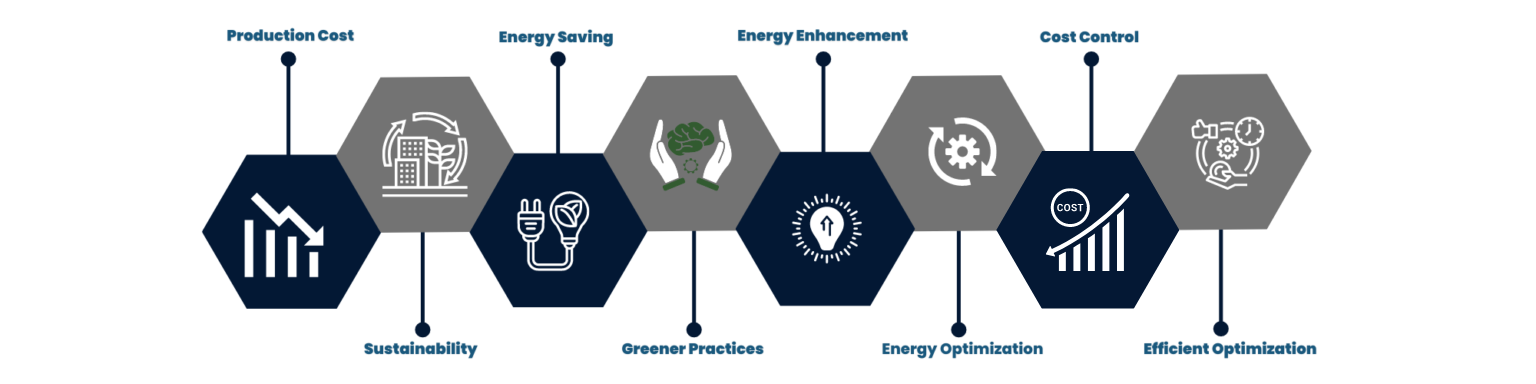 Production Cost
Energy Saving
Energy Enhancement
Cost Control
COST
Sustainability
Greener Practices
Energy Optimization
Efficient Optimization